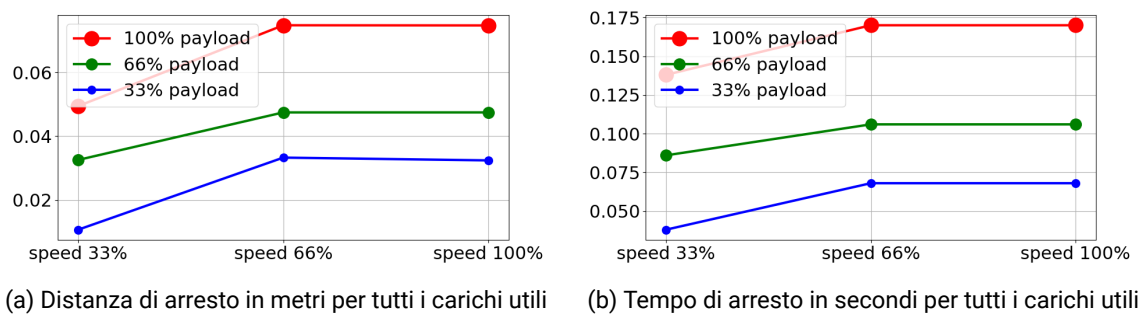 100% payload
66% payload
33% payload
0.06
0.04
0.02
speed 33%
speed 66%
speed 100%
(a) Distanza di arresto in metri per tutti i carichi utili
100% payload
66% payload
33% payload
0.175
0.150
0.125
0.100
0.075
0.050
speed 33%
speed 66%
speed 100%
(b) Tempo di arresto in secondi per tutti i carichi utili